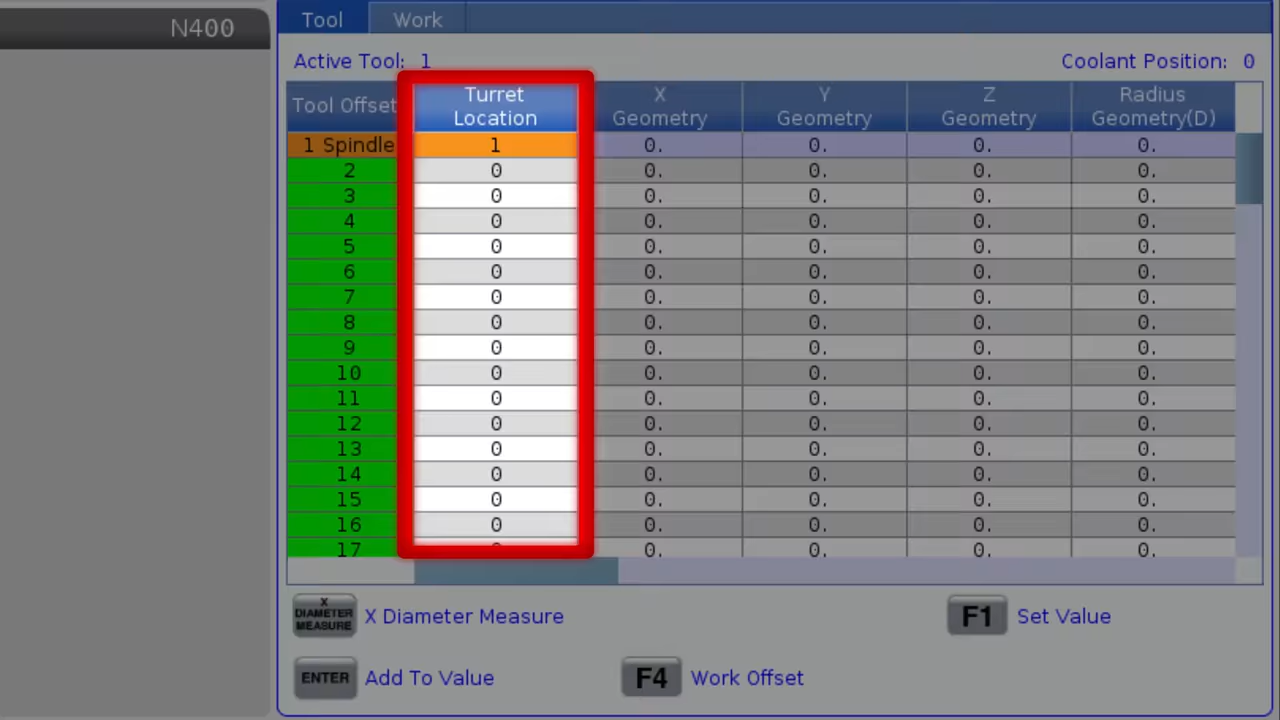 N400
Tool Work
Active Tool: 1 Coolant Position: 0
Tool Offset Turret Location X Geometry Y Geometry Z Geometry Radius Geometry(D)
1 Spindle 1 0. 0. 0. 0.
2 0 0. 0. 0. 0.
3 0 0. 0. 0. 0.
4 0 0. 0. 0. 0.
5 0 0. 0. 0. 0.
6 0 0. 0. 0. 0.
7 0 0. 0. 0. 0.
8 0 0. 0. 0. 0.
9 0 0. 0. 0. 0.
10 0 0. 0. 0. 0.
11 0 0. 0. 0. 0.
12 0 0. 0. 0. 0.
13 0 0. 0. 0. 0.
14 0 0. 0. 0. 0.
15 0 0. 0. 0. 0.
16 0 0. 0. 0. 0.
17 0. 0. 0. 0.
X DIAMETER MEASURE X Diameter Measure F1 Set Value
ENTER Add To Value F4 Work Offset